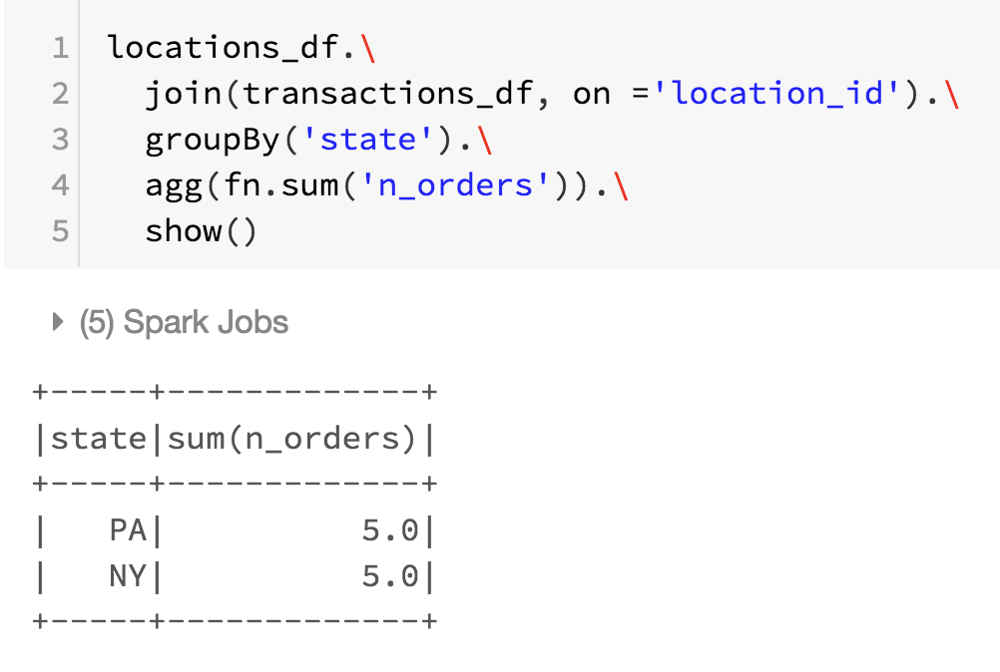 1 locations_df.\
2 join(transactions_df, on ='location_id').\
3 groupBy('state').\
4 agg(fn.sum('n_orders')).\
5 show()
(5) Spark Jobs
+-----+-------------+
|state|sum(n_orders)|
+-----+-------------+
|   PA|          5.0|
|   NY|          5.0|
+-----+-------------+